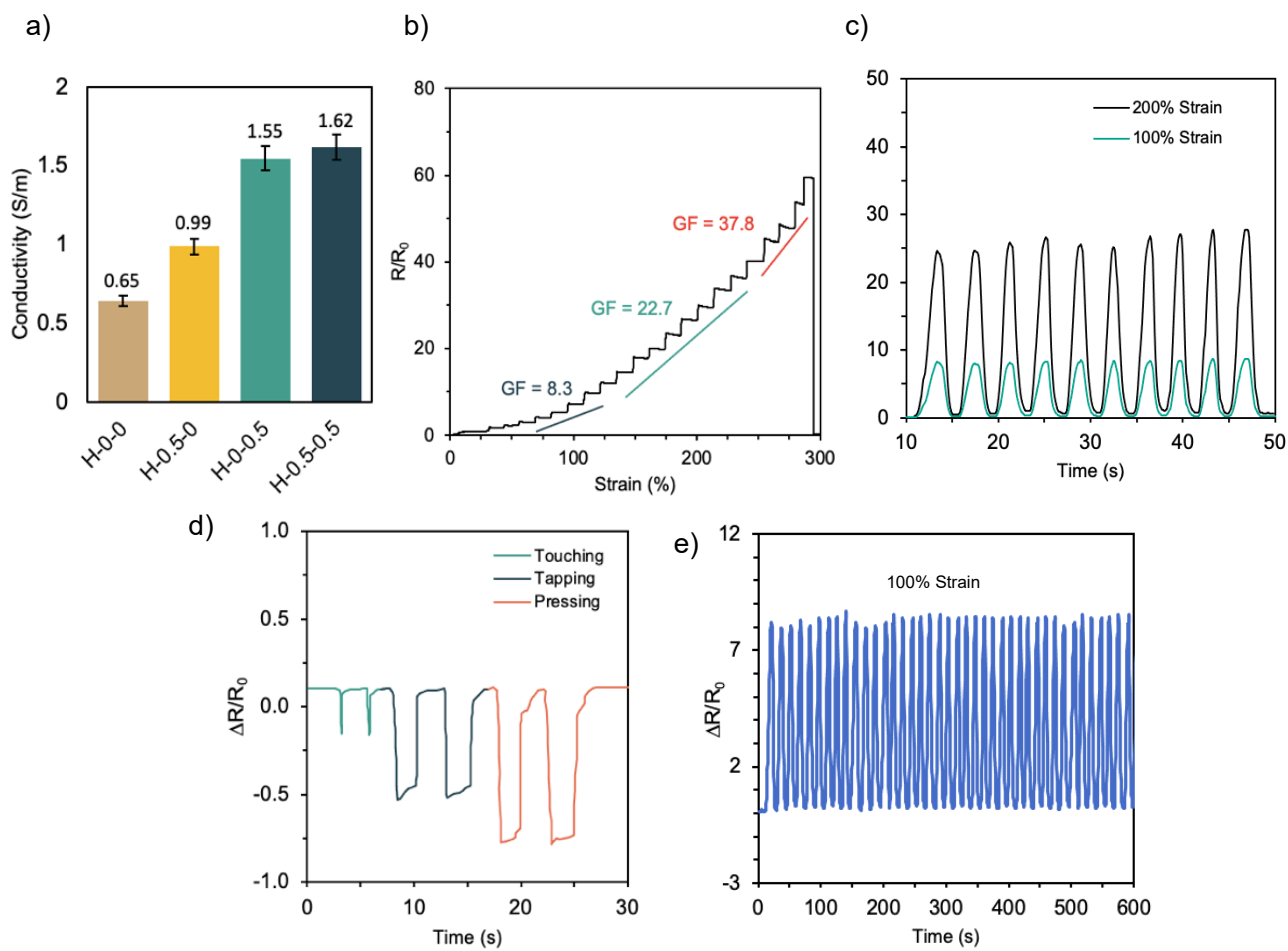 a)
2
1.5
1
0.5
0
Conductivity (S/m)
0.65
0.99
1.55
1.62
H-0-0
H-0.5-0
H-0-0.5
H-0.5-0.5
b)
80
60
40
20
0
R/R0
GF = 8.3
GF = 22.7
GF = 37.8
0
100
200
300
Strain (%)
c)
50
40
30
20
10
0
200% Strain
100% Strain
10
20
30
40
50
Time (s)
d)
1.0
0.5
0.0
-0.5
-1.0
ΔR/R0
Touching
Tapping
Pressing
0
10
20
30
Time (s)
e)
12
7
2
-3
ΔR/R0
100% Strain
0
100
200
300
400
500
600
Time (s)